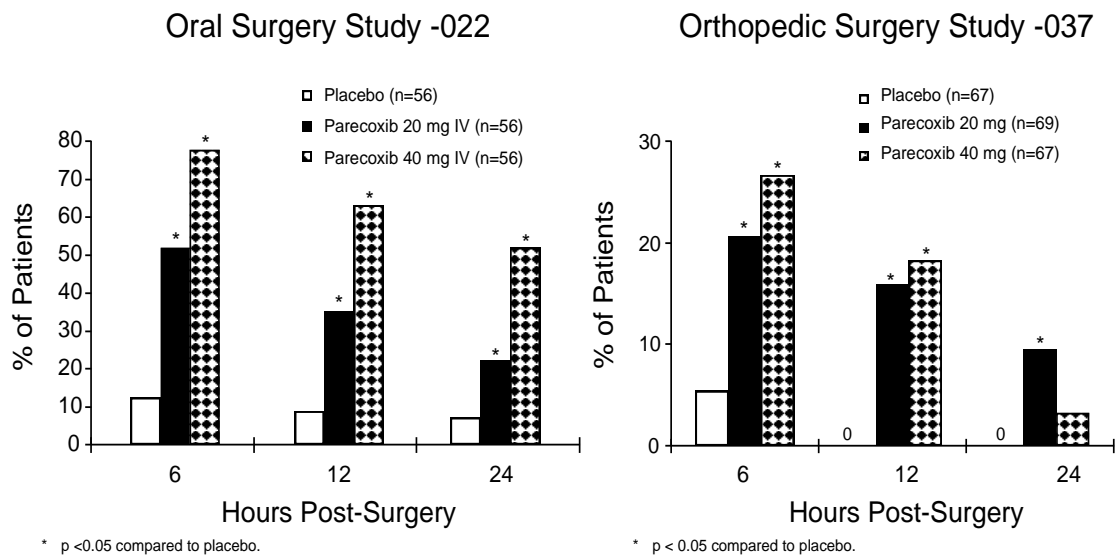 Oral Surgery Study -022
Placebo (n=56)
Parecoxib 20 mg IV (n=56)
Parecoxib 40 mg IV (n=56)
% of Patients
80
70
60
50
40
30
20
10
0
*
*
*
*
*
*
6 12 24
Hours Post-Surgery
* p <0.05 compared to placebo.
Orthopedic Surgery Study -037
Placebo (n=67)
Parecoxib 20 mg (n=69)
Parecoxib 40 mg (n=67)
% of Patients
30
20
10
0
*
*
*
*
*
0 0
6 12 24
Hours Post-Surgery
* p < 0.05 compared to placebo.